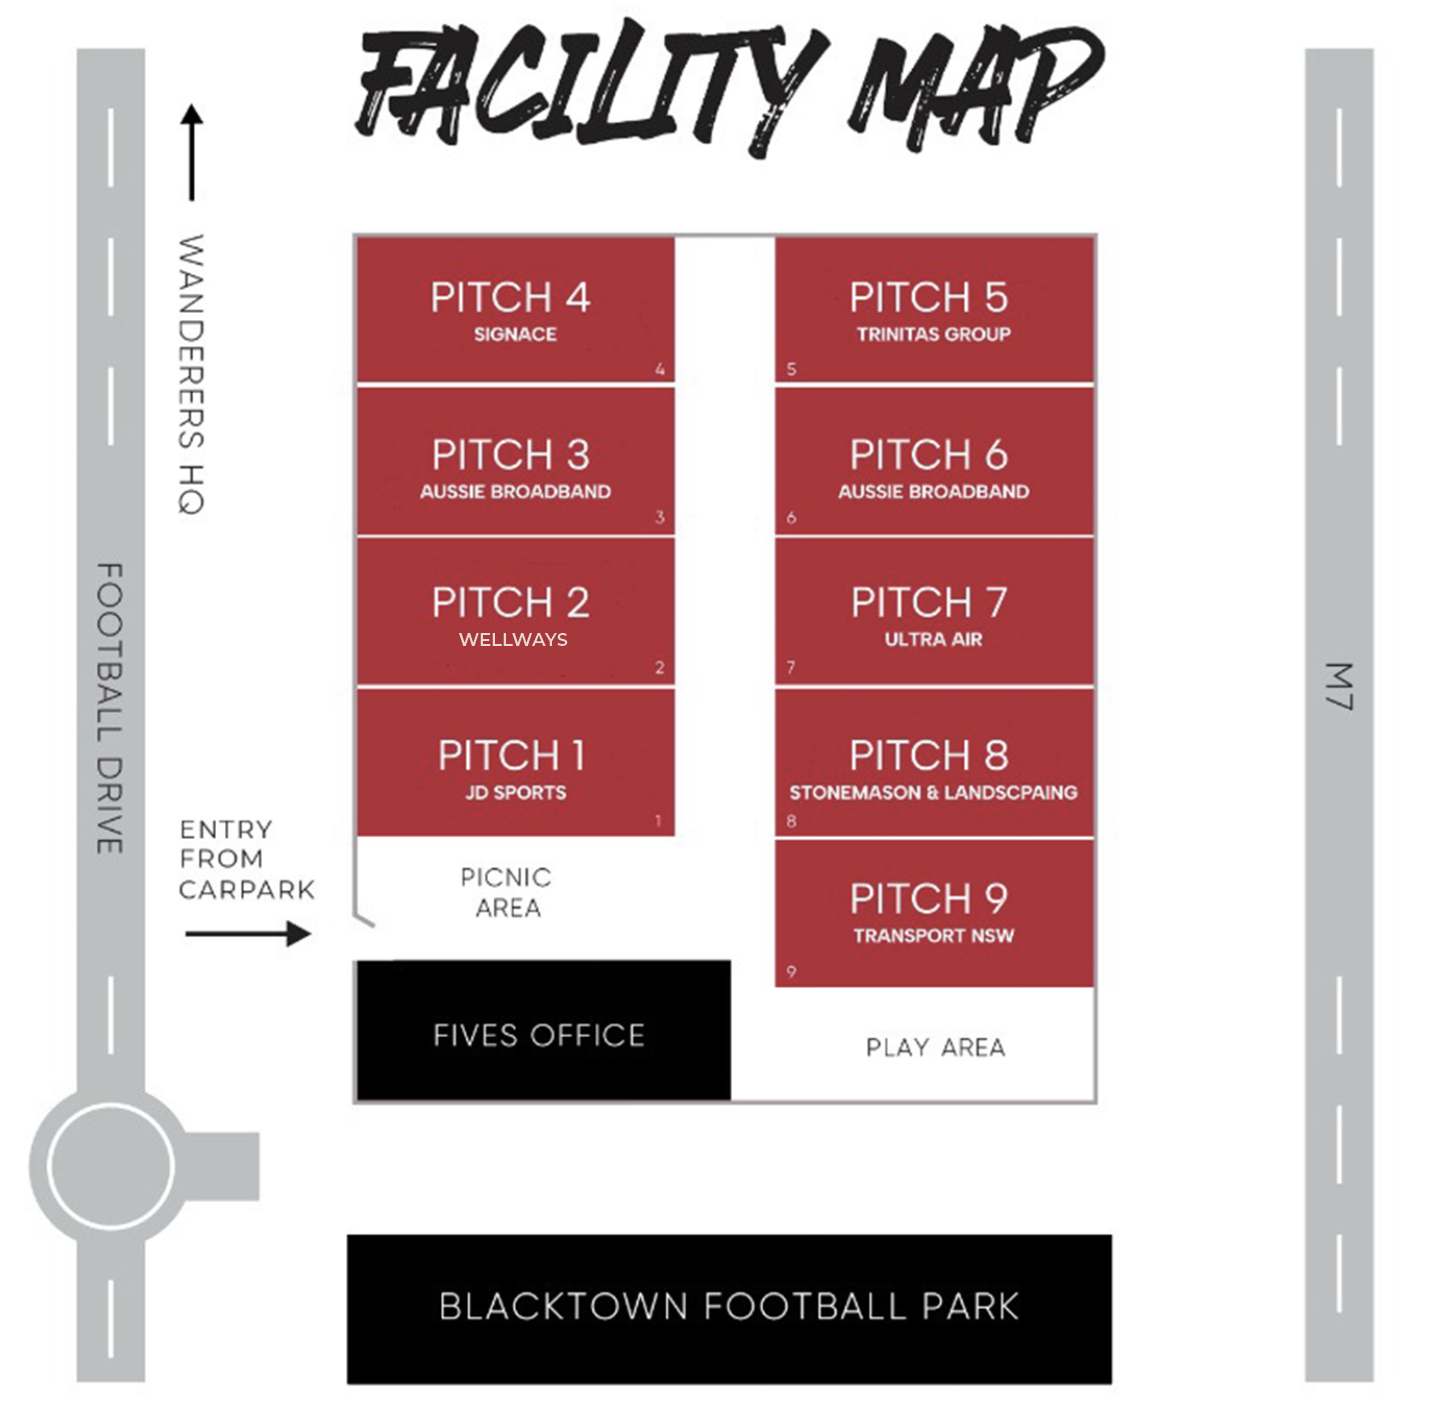 FACILITY MAP
WANDERERS HQ
FOOTBALL DRIVE
ENTRY
FROM
CARPARK
PITCH 4
SIGNACE
4
PITCH 3
AUSSIE BROADBAND
3
PITCH 2
WELLWAYS
2
PITCH 1
JD SPORTS
1
PICNIC
AREA
FIVES OFFICE
PITCH 5
TRINITAS GROUP
5
PITCH 6
AUSSIE BROADBAND
6
PITCH 7
ULTRA AIR
7
PITCH 8
STONEMASON & LANDSCPAING
8
PITCH 9
TRANSPORT NSW
9
PLAY AREA
M7
BLACKTOWN FOOTBALL PARK